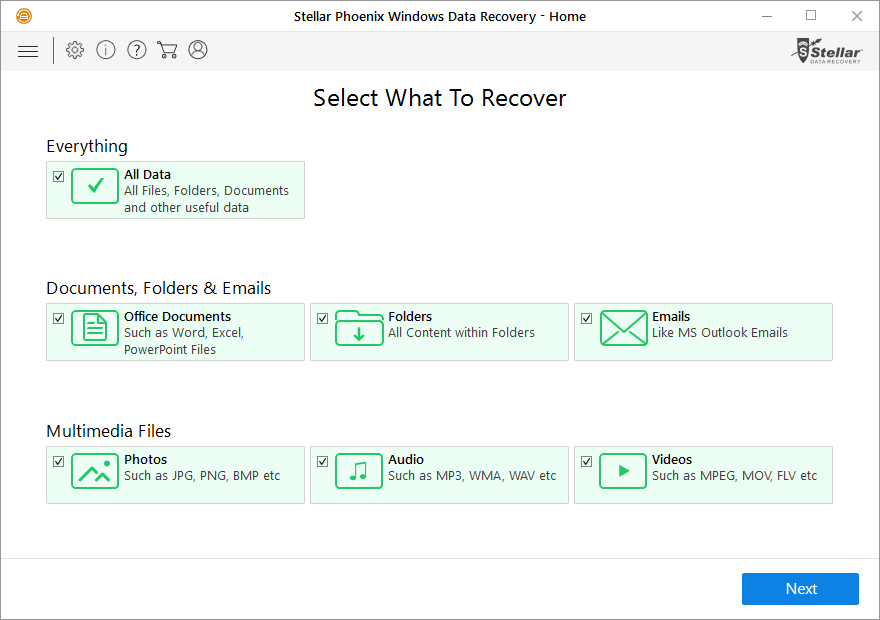 Stellar Phoenix Windows Data Recovery - Home
Stellar
DATA RECOVERY
Select What To Recover
Everything
All Data
All Files, Folders, Documents
and other useful data
Documents, Folders & Emails
Office Documents
Such as Word, Excel,
PowerPoint Files
Folders
All Content within Folders
Emails
Like MS Outlook Emails
Multimedia Files
Photos
Such as JPG, PNG, BMP etc
Audio
Such as MP3, WMA, WAV etc
Videos
Such as MPEG, MOV, FLV etc
Next